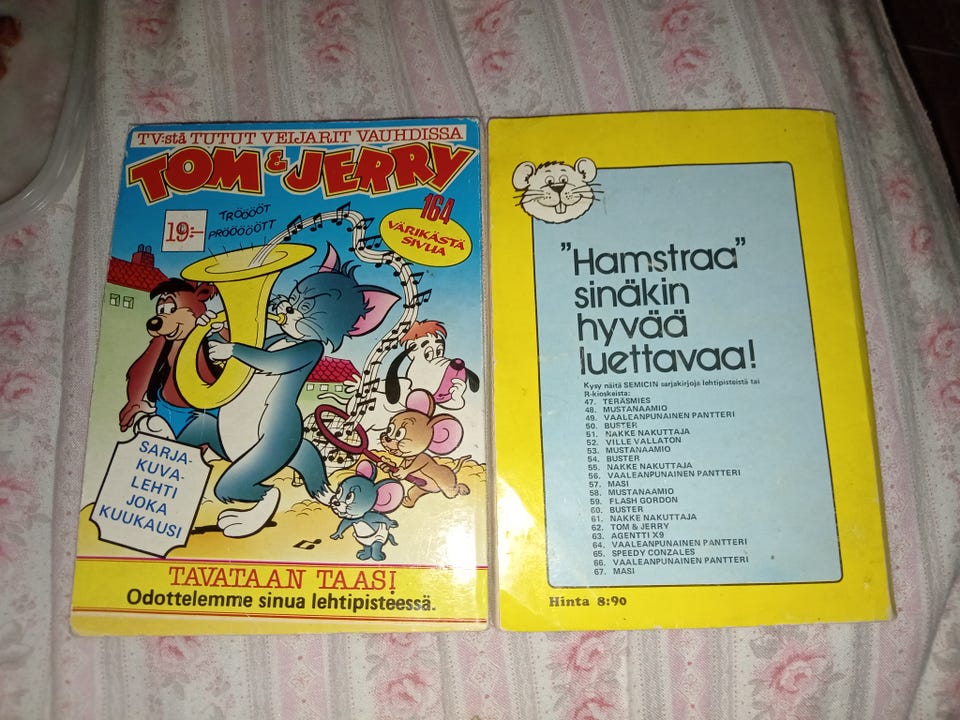 TV:stä TUTUT VEIJARIT VAUHDISSA
TOM & JERRY
19:-
TRÖÖÖÖT
PRÖÖÖÖÖTT
164
VÄRIKÄSTÄ
SIVUA
SARJA-
KUVA-
LEHTI
JOKA
KUUKAUSI
TAVATAAN TAAS!
Odottelemme sinua lehtipisteessä.
"Hamstraa"
sinäkin
hyvää
luettavaa!
Kysy näitä SEMICIN sarjakirjoja lehtipisteistä tai
R-kioskeista:
47. TERÄSMIES
48. MUSTANAAMIO
49. VAALEANPUNAINEN PANTTERI
50. BUSTER
51. NAKKE NAKUTTAJA
52. VILLE VALLATON
53. MUSTANAAMIO
54. BUSTER
55. NAKKE NAKUTTAJA
56. VAALEANPUNAINEN PANTTERI
57. MASI
58. MUSTANAAMIO
59. FLASH GORDON
60. BUSTER
61. NAKKE NAKUTTAJA
62. TOM & JERRY
63. AGENTTI X9
64. VAALEANPUNAINEN PANTTERI
65. SPEEDY CONZALES
66. VAALEANPUNAINEN PANTTERI
67. MASI
Hinta 8:90